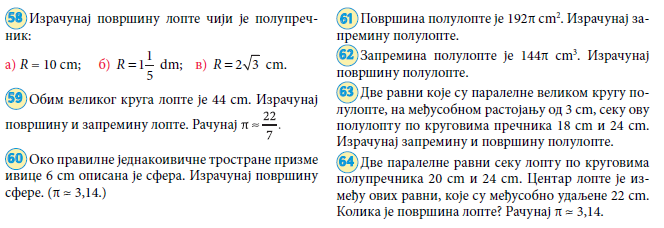 58 Израчунај површину лопте чији је полупреч-
ник:
а) R = 10 cm; б) R = 1 1/5 dm; в) R = 2√3 cm.
59 Обим великог круга лопте је 44 cm. Израчунај
површину и запремину лопте. Рачунај π ≈ 22/7.
60 Око правилне једнакоивичне тростране призме
ивице 6 cm описана је сфера. Израчунај површину
сфере. (π ≃ 3,14.)
61 Површина полулопте је 192π cm². Израчунај за-
премину полулопте.
62 Запремина полулопте је 144π cm³. Израчунај
површину полулопте.
63 Две равни које су паралелне великом кругу по-
лулопте, на међусобном растојању од 3 cm, секу ову
полулопту по круговима пречника 18 cm и 24 cm.
Израчунај запремину и површину полулопте.
64 Две паралелне равни секу лопту по круговима
полупречника 20 cm и 24 cm. Центар лопте је из-
међу ових равни, које су међусобно удаљене 22 cm.
Колика је површина лопте? Рачунај π ≃ 3,14.